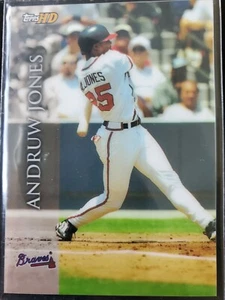 Topps HD
ANDRUW JONES
A.JONES
25
Braves